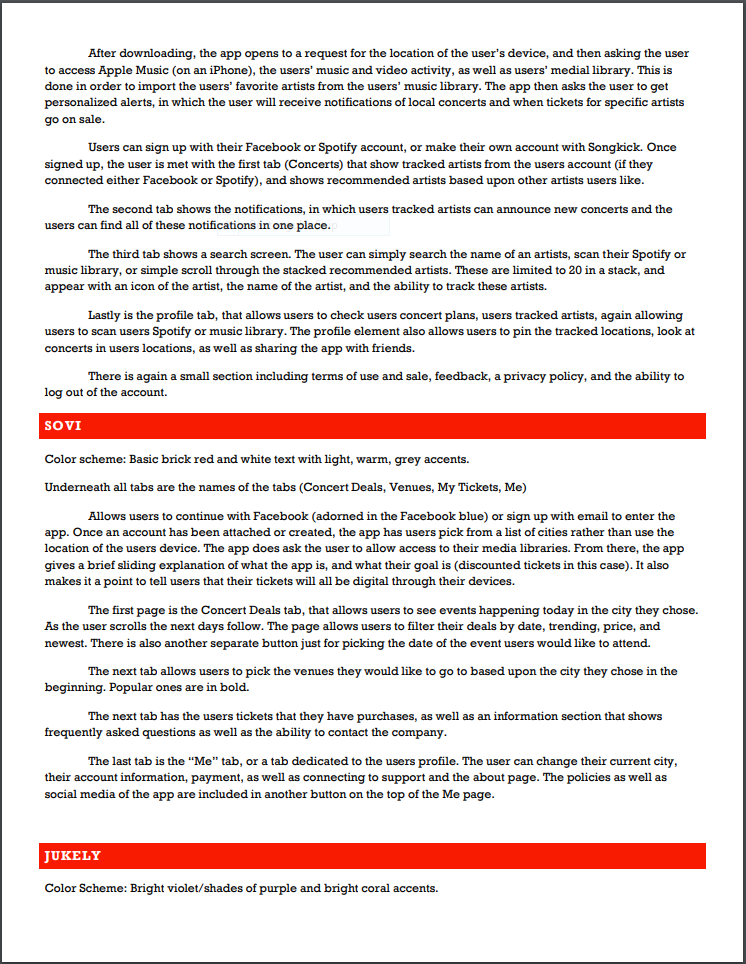 After downloading, the app opens to a request for the location of the user's device, and then asking the user
to access Apple Music (on an iPhone), the users' music and video activity, as well as users' medial library. This is
done in order to import the users' favorite artists from the users' music library. The app then asks the user to get
personalized alerts, in which the user will receive notifications of local concerts and when tickets for specific artists
go on sale.
Users can sign up with their Facebook or Spotify account, or make their own account with Songkick. Once
signed up, the user is met with the first tab (Concerts) that show tracked artists from the users account (if they
connected either Facebook or Spotify), and shows recommended artists based upon other artists users like.
The second tab shows the notifications, in which users tracked artists can announce new concerts and the
users can find all of these notifications in one place.
The third tab shows a search screen. The user can simply search the name of an artists, scan their Spotify or
music library, or simple scroll through the stacked recommended artists. These are limited to 20 in a stack, and
appear with an icon of the artist, the name of the artist, and the ability to track these artists.
Lastly is the profile tab, that allows users to check users concert plans, users tracked artists, again allowing
users to scan users Spotify or music library. The profile element also allows users to pin the tracked locations, look at
concerts in users locations, as well as sharing the app with friends.
There is again a small section including terms of use and sale, feedback, a privacy policy, and the ability to
log out of the account.
SOVI
Color scheme: Basic brick red and white text with light, warm, grey accents.
Underneath all tabs are the names of the tabs (Concert Deals, Venues, My Tickets, Me)
Allows users to continue with Facebook (adorned in the Facebook blue) or sign up with email to enter the
app. Once an account has been attached or created, the app has users pick from a list of cities rather than use the
location of the users device. The app does ask the user to allow access to their media libraries. From there, the app
gives a brief sliding explanation of what the app is, and what their goal is (discounted tickets in this case). It also
makes it a point to tell users that their tickets will all be digital through their devices.
The first page is the Concert Deals tab, that allows users to see events happening today in the city they chose.
As the user scrolls the next days follow. The page allows users to filter their deals by date, trending, price, and
newest. There is also another separate button just for picking the date of the event users would like to attend.
The next tab allows users to pick the venues they would like to go to based upon the city they chose in the
beginning. Popular ones are in bold.
The next tab has the users tickets that they have purchases, as well as an information section that shows
frequently asked questions as well as the ability to contact the company.
The last tab is the “Me” tab, or a tab dedicated to the users profile. The user can change their current city,
their account information, payment, as well as connecting to support and the about page. The policies as well as
social media of the app are included in another button on the top of the Me page.
JUKELY
Color Scheme: Bright violet/shades of purple and bright coral accents.